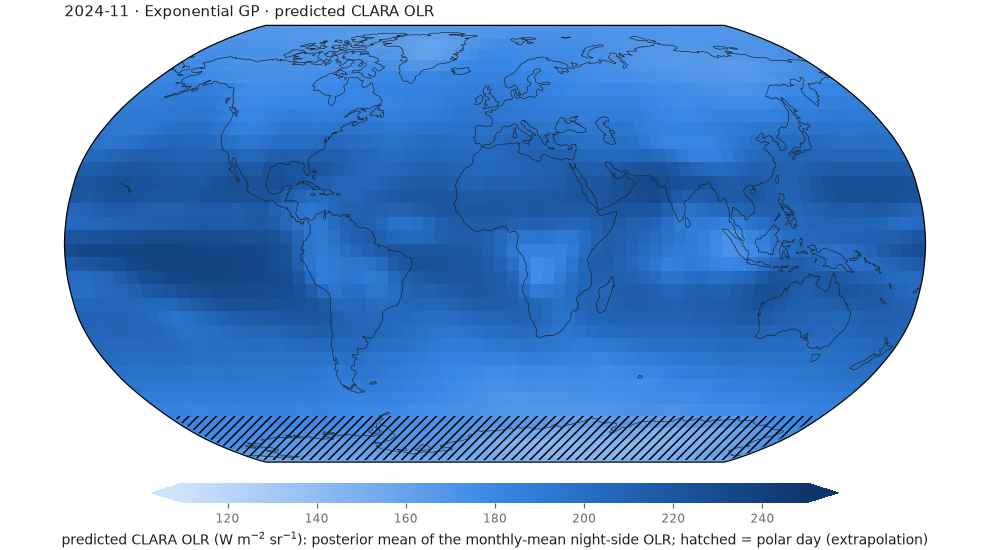 2024-11 · Exponential GP · predicted CLARA OLR
120 140 160 180 200 220 240
predicted CLARA OLR (W m⁻² sr⁻¹): posterior mean of the monthly-mean night-side OLR; hatched = polar day (extrapolation)